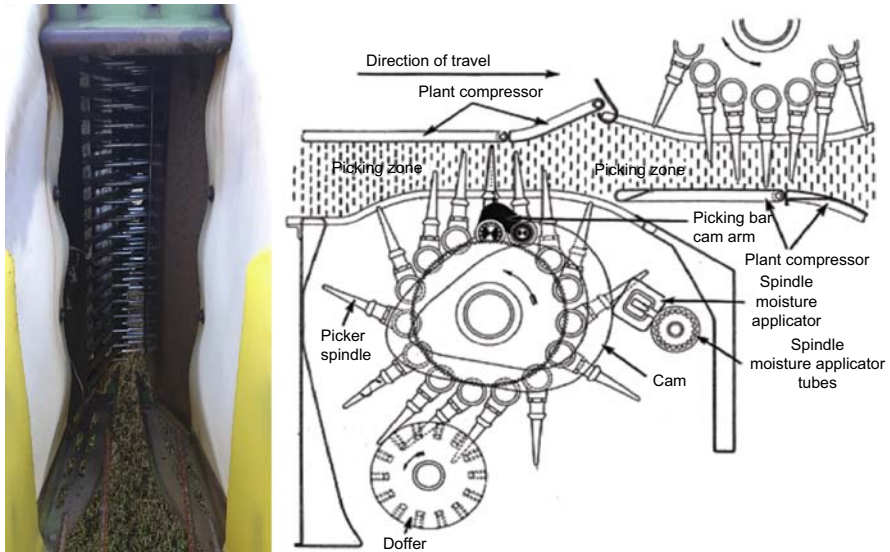 Direction of travel
Plant compressor
Picking zone
Picking zone
Picking bar
cam arm
Plant compressor
Spindle
moisture
applicator
Picker
spindle
Spindle
moisture applicator
tubes
Cam
Doffer